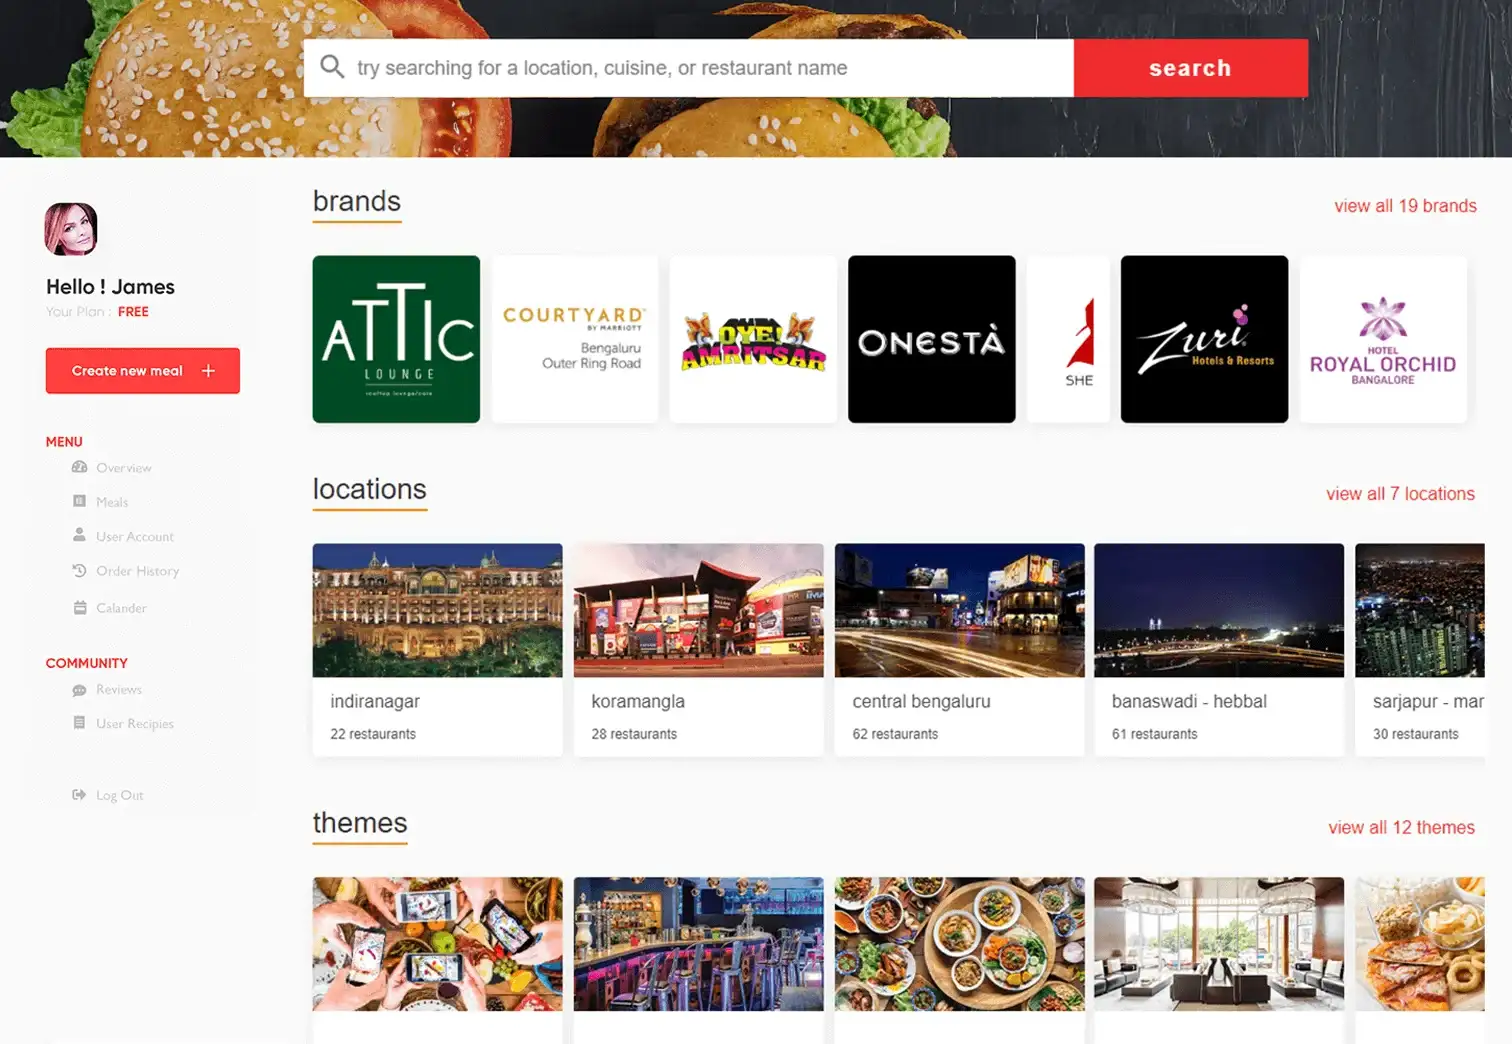 try searching for a location, cuisine, or restaurant name
search
Hello ! James
Your Plan : FREE
Create new meal +
MENU
Overview
Meals
User Account
Order History
Calander
COMMUNITY
Reviews
User Recipies
Log Out
brands
view all 19 brands
ATTIC
LOUNGE
COURTYARD
BY MARRIOTT
Bengaluru
Outer Ring Road
OYE!
AMRITSAR
ONESTÀ
SHE
Zuri
Hotels & Resorts
HOTEL
ROYAL ORCHID
BANGALORE
locations
view all 7 locations
indiranagar
22 restaurants
koramangla
28 restaurants
central bengaluru
62 restaurants
banaswadi - hebbal
61 restaurants
sarjapur - mar
30 restaurants
themes
view all 12 themes